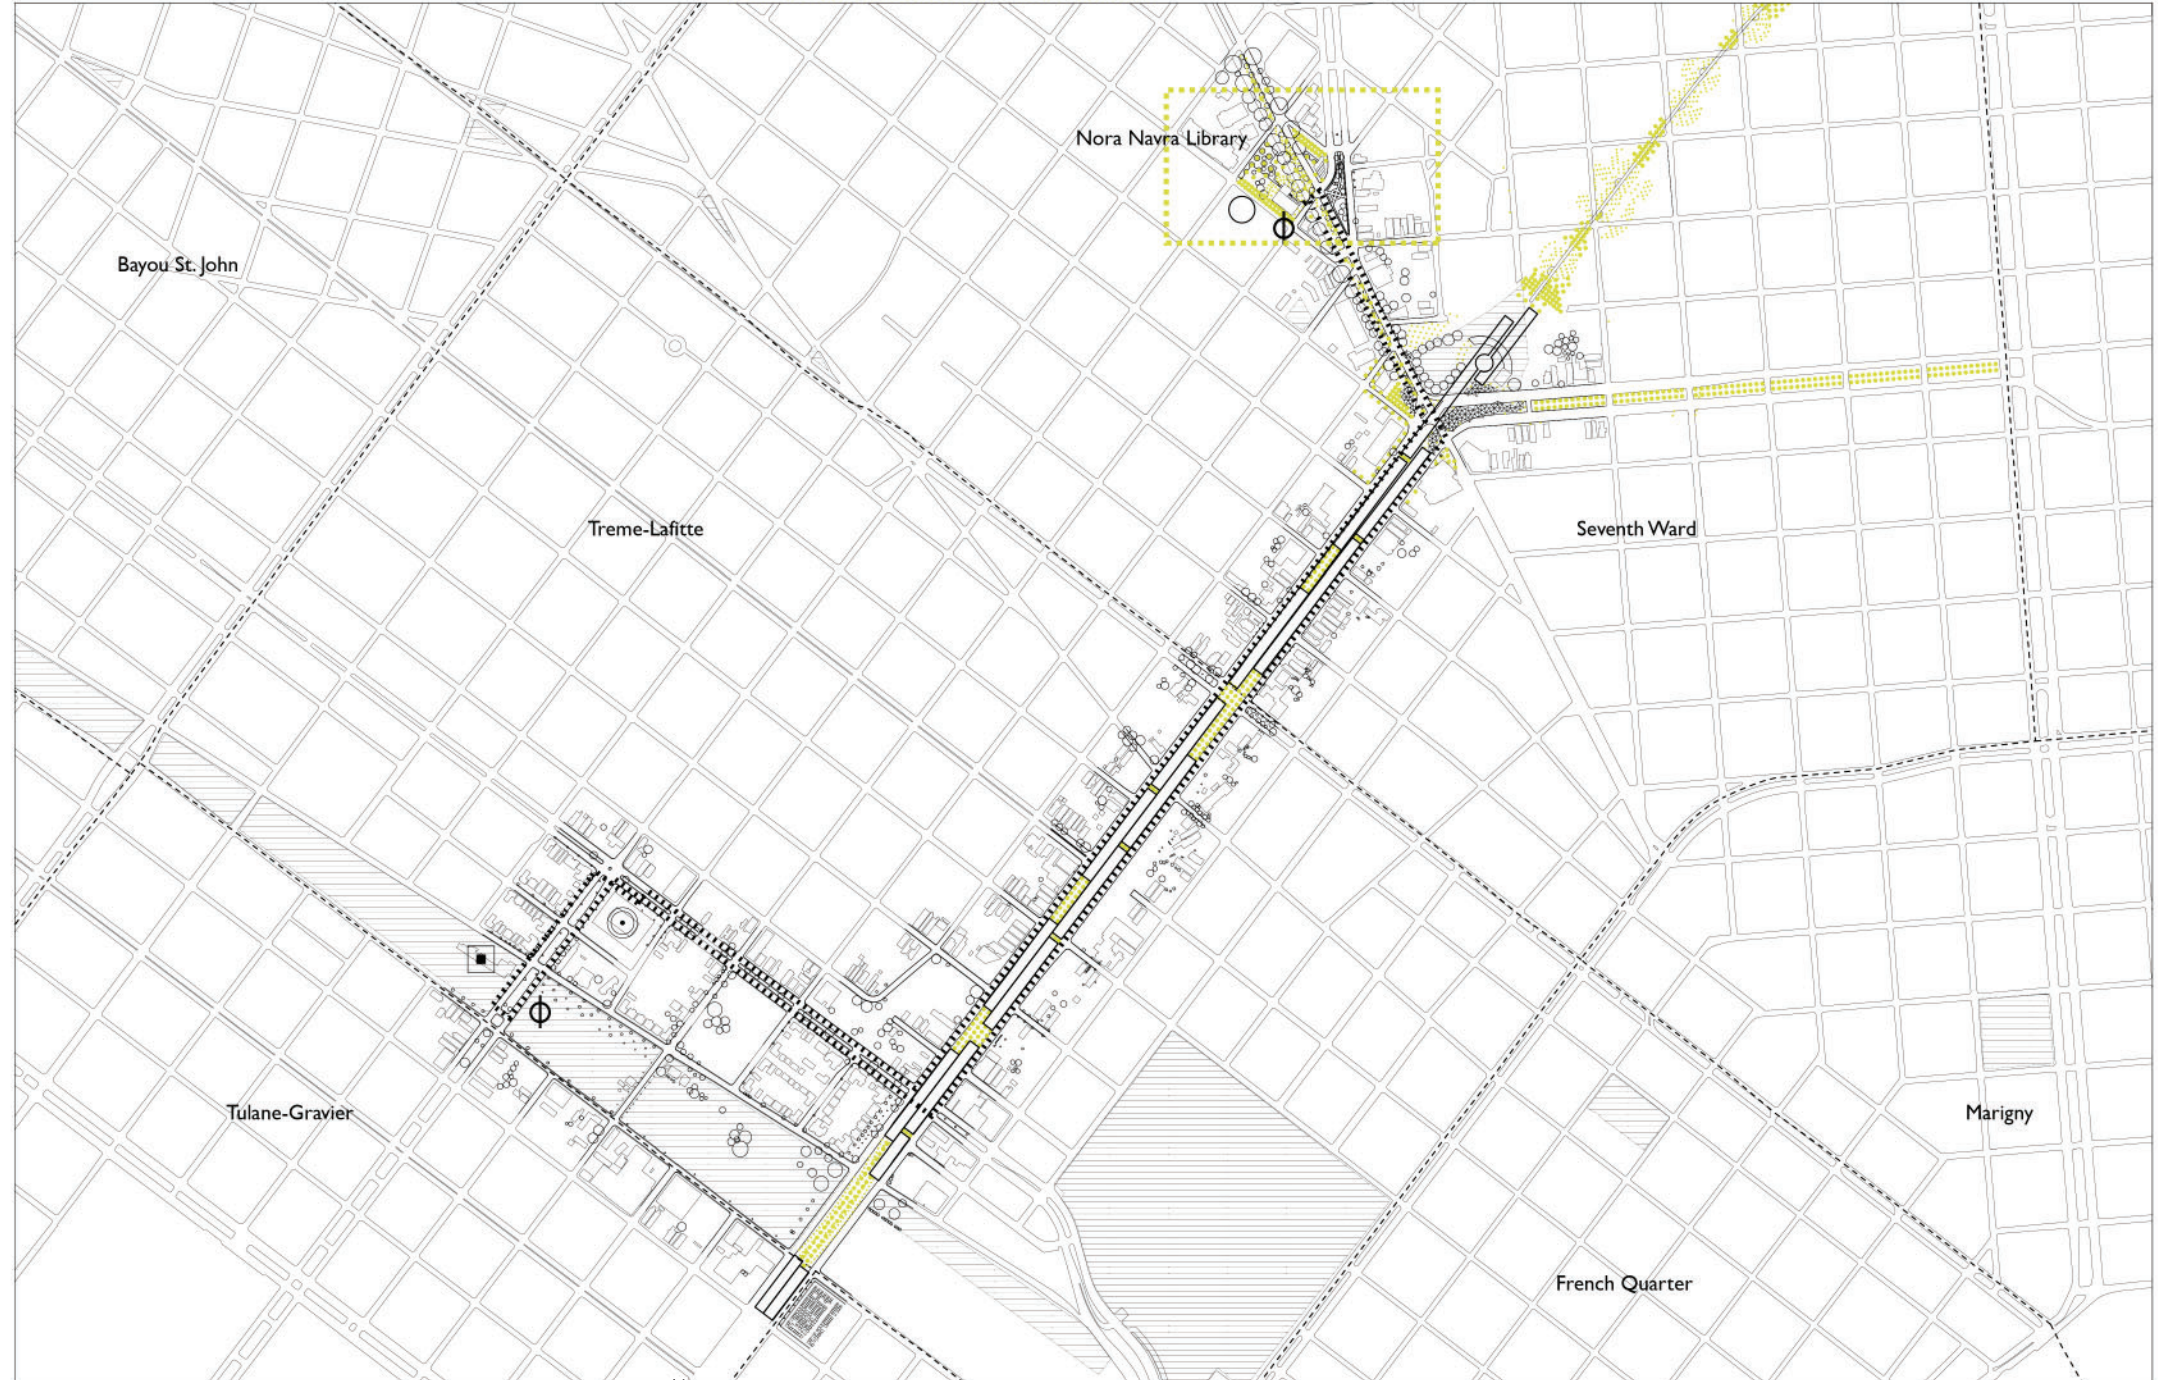 Nora Navra Library
Bayou St. John
Treme-Lafitte
Seventh Ward
Tulane-Gravier
Marigny
French Quarter